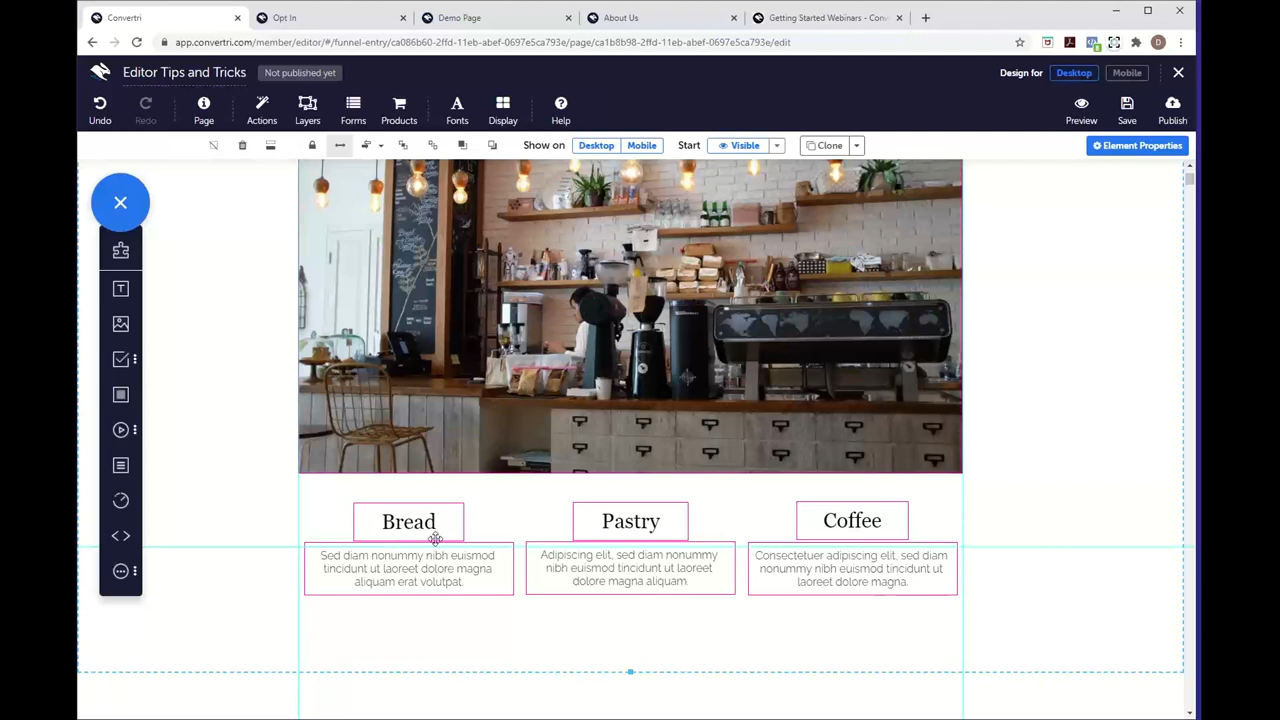 Convertri
Opt In
Demo Page
About Us
Getting Started Webinars - Conv
app.convertri.com/member/editor/#/funnel-entry/ca086b60-2ffd-11eb-abef-0697e5ca793e/page/ca1b8b98-2ffd-11eb-abef-0697e5ca793e/edit
8
D
Editor Tips and Tricks
Not published yet
Design for
Desktop
Mobile
Undo
Redo
Page
Actions
Layers
Forms
Products
Fonts
Display
Help
Preview
Save
Publish
Show on
Desktop
Mobile
Start
Visible
Clone
Element Properties
Bread
Pastry
Coffee
Sed diam nonummy nibh euismod
tincidunt ut laoreet dolore magna
aliquam erat volutpat.
Adipiscing elit, sed diam nonummy
nibh euismod tincidunt ut laoreet
dolore magna aliquam.
Consectetuer adipiscing elit, sed diam
nonummy nibh euismod tincidunt ut
laoreet dolore magna.